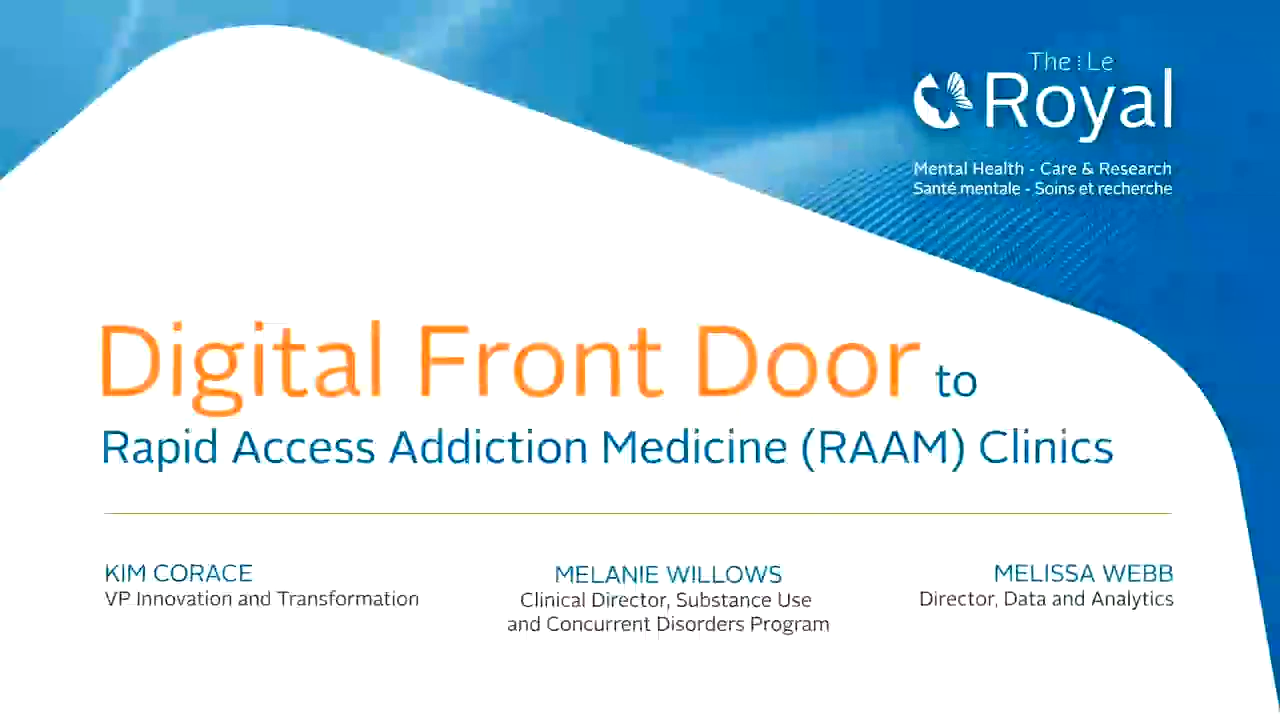 The Le
Royal
Mental Health - Care & Research
Santé mentale - Soins et recherche
Digital Front Door to
Rapid Access Addiction Medicine (RAAM) Clinics
KIM CORACE
VP Innovation and Transformation
MELANIE WILLOWS
Clinical Director, Substance Use
and Concurrent Disorders Program
MELISSA WEBB
Director, Data and Analytics